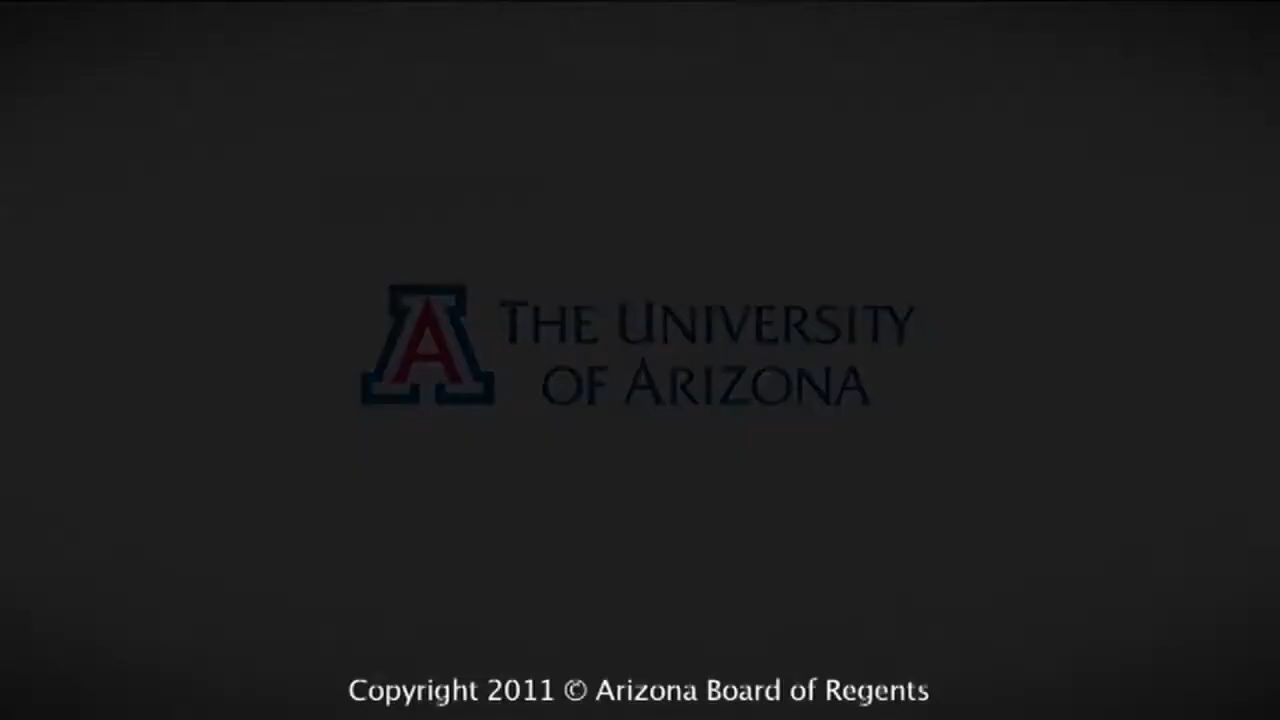 A THE UNIVERSITY
OF ARIZONA
Copyright 2011 © Arizona Board of Regents